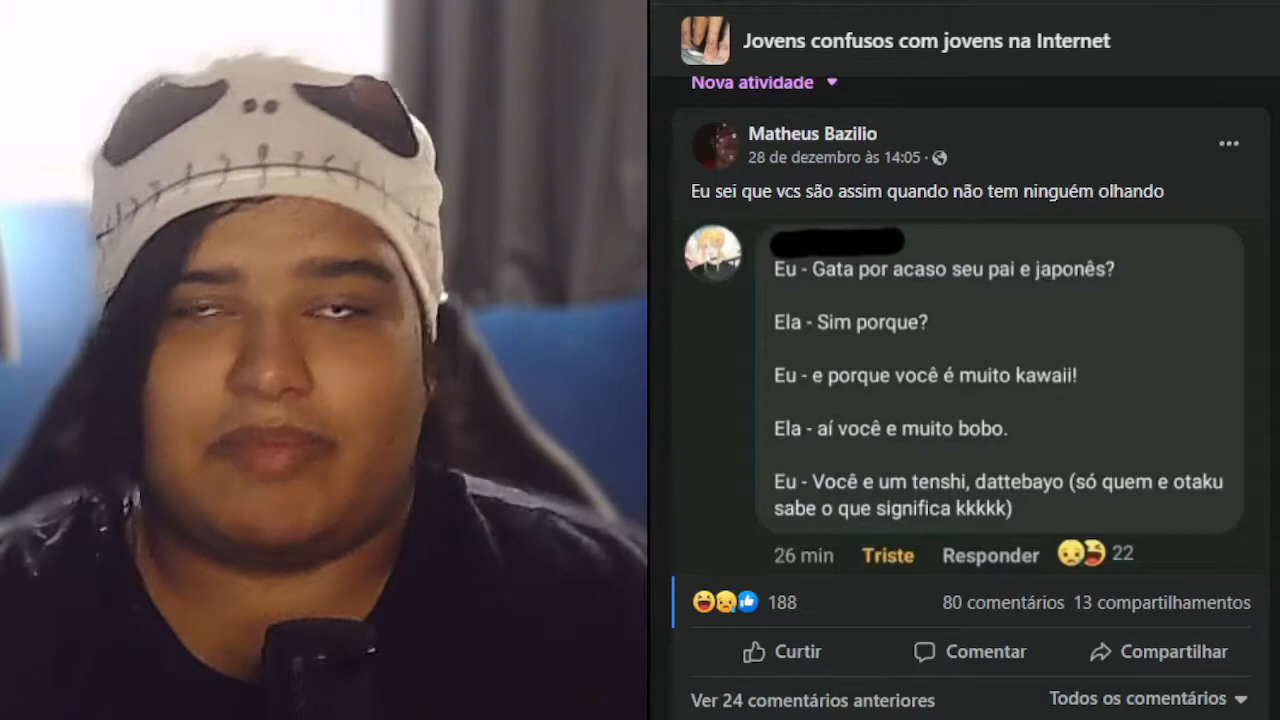 Jovens confusos com jovens na Internet
Nova atividade
Matheus Bazilio
28 de dezembro às 14:05 ·
Eu sei que vcs são assim quando não tem ninguém olhando
Eu - Gata por acaso seu pai e japonês?
Ela - Sim porque?
Eu - e porque você é muito kawaii!
Ela - aí você e muito bobo.
Eu - Você e um tenshi, dattebayo (só quem e otaku
sabe o que significa kkkkk)
26 min Triste Responder 22
188 80 comentários 13 compartilhamentos
Curtir Comentar Compartilhar
Ver 24 comentários anteriores Todos os comentários